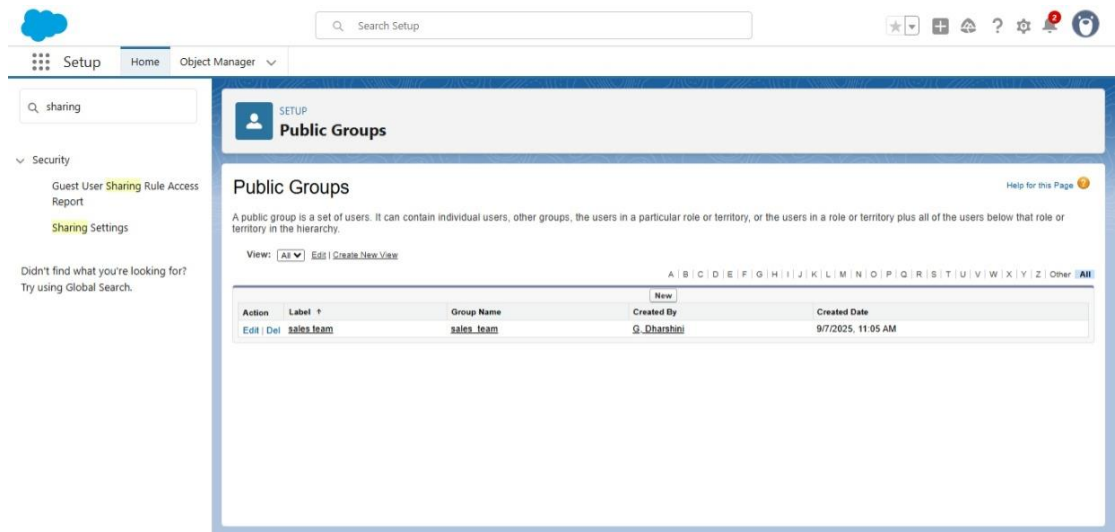 Search Setup
2
Setup
Home
Object Manager
sharing
Security
Guest User Sharing Rule Access
Report
Sharing Settings
Didn't find what you're looking for?
Try using Global Search.
SETUP
Public Groups
Public Groups
Help for this Page
A public group is a set of users. It can contain individual users, other groups, the users in a particular role or territory, or the users in a role or territory plus all of the users below that role or
territory in the hierarchy.
View: All Edit | Create New View
A | B | C | D | E | F | G | H | I | J | K | L | M | N | O | P | Q | R | S | T | U | V | W | X | Y | Z | Other All
New
Action Label ↑ Group Name Created By Created Date
Edit | Del sales team sales_team G, Dharshini 9/7/2025, 11:05 AM